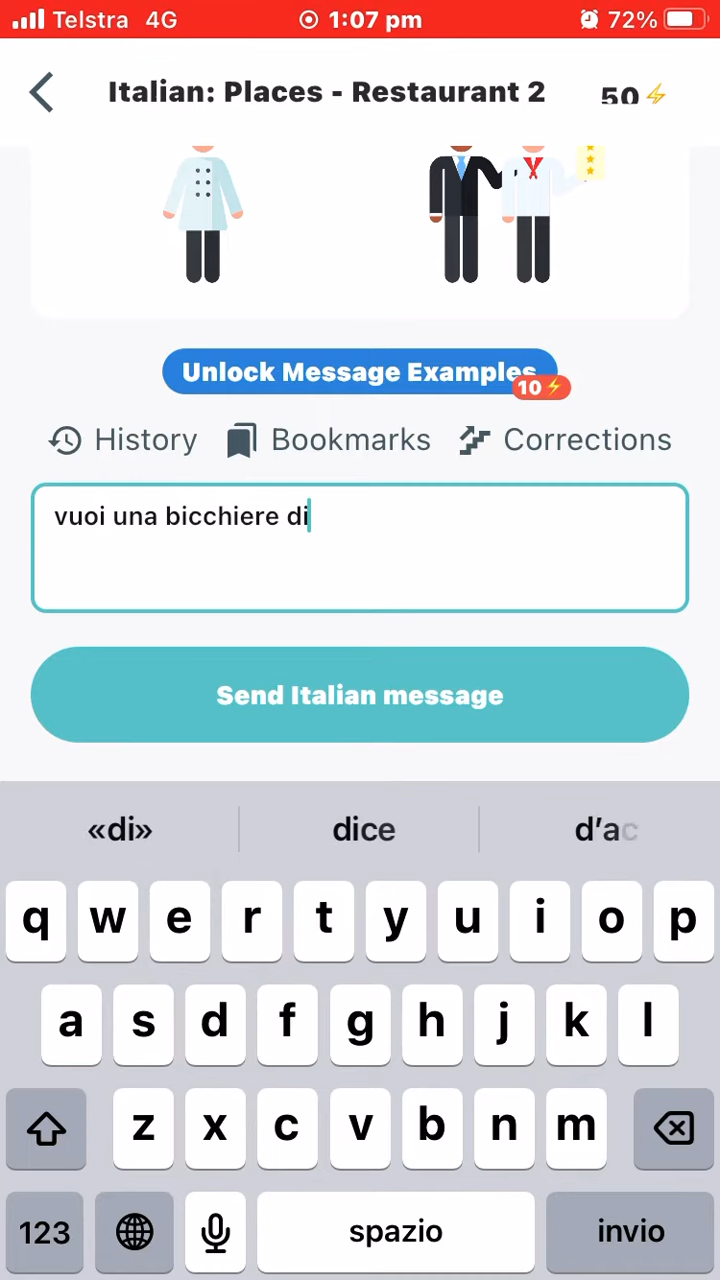 Telstra 4G 1:07 pm 72%
Italian: Places - Restaurant 2 50
Unlock Message Examples
10
History Bookmarks Corrections
vuoi una bicchiere di
Send Italian message
«di» dice d'ac
q w e r t y u i o p
a s d f g h j k l
z x c v b n m
123 spazio invio